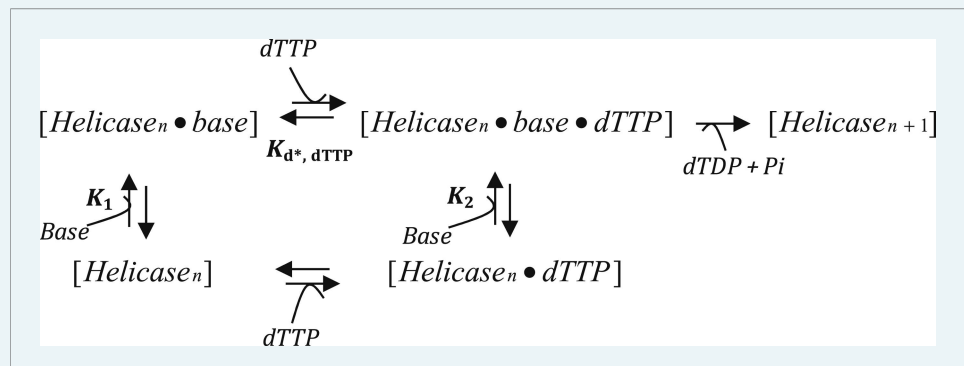 dTTP
[Helicasen • base] [Helicasen • base • dTTP] [Helicasen + 1]
Kd*, dTTP
dTDP + Pi
K1 K2
Base Base
[Helicasen] [Helicasen • dTTP]
dTTP